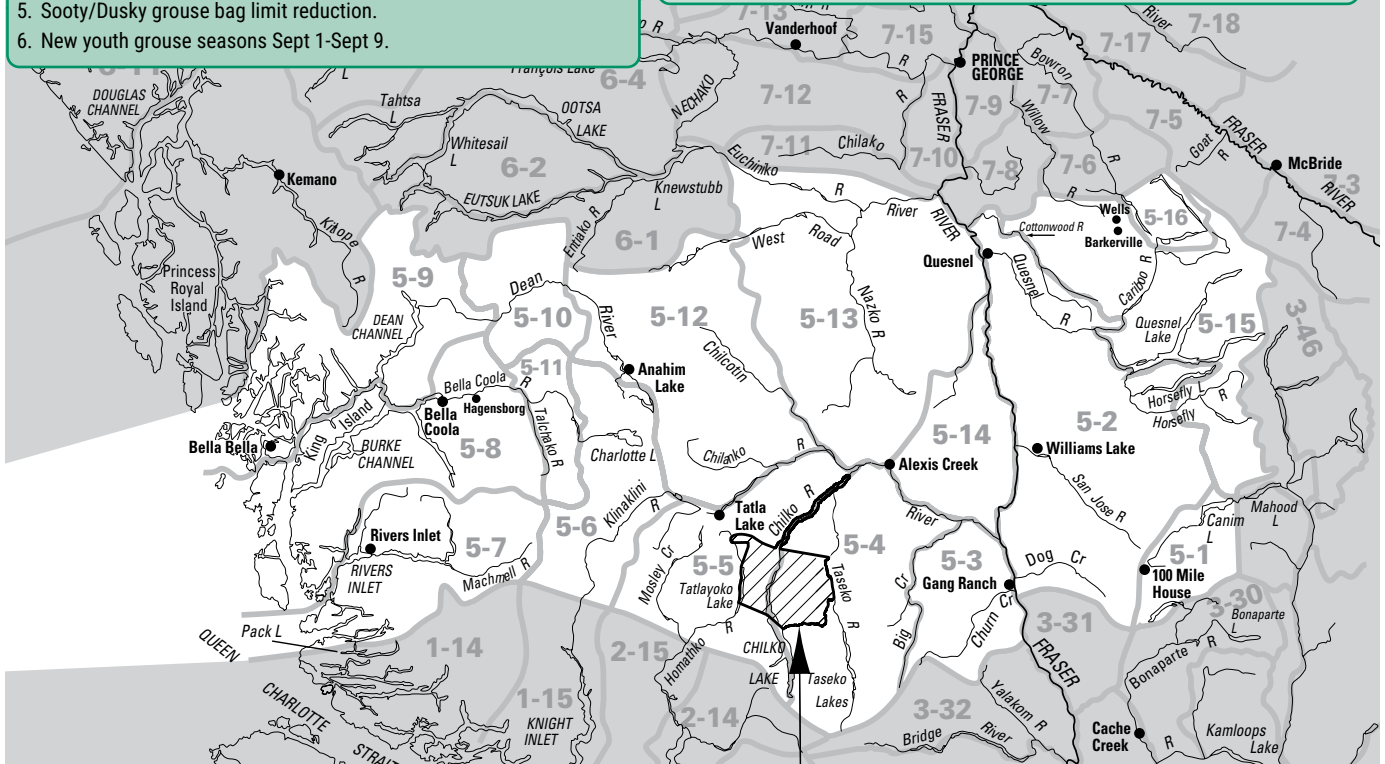 5. Sooty/Dusky grouse bag limit reduction.
6. New youth grouse seasons Sept 1-Sept 9.
7-13
R
Vanderhoof
7-15
R
PRINCE
GEORGE
Bowron
7-17
River
7-18
L
François Lake
6-4
R
DOUGLAS
CHANNEL
Tahtsa
L
OOTSA
LAKE
NECHAKO
7-12
R
FRASER
7-9
Willow
7-7
7-5
Goat
R
FRASER
RIVER
McBride
7-3
Whitesail
L
6-2
7-11
Chilako
7-10
7-8
7-6
R
Kemano
EUTSUK LAKE
Knewstubb
L
Euchiniko
R
River
RIVER
R
Wells
Barkerville
5-16
7-4
Kitlope
R
Entiako R
6-1
West
Road
Cottonwood R
Quesnel
Quesnel
R
Cariboo R
Princess
Royal
Island
5-9
Dean
River
5-10
5-12
5-13
Nazko R
Quesnel
Lake
5-15
3-46
DEAN
CHANNEL
5-11
Chilcotin
Anahim
Lake
Bella Coola
R
Hagensborg
Bella
Coola
Horsefly L
Horsefly
R
King
Island
Bella Bella
BURKE
CHANNEL
5-8
Talchako R
Charlotte L
Chilanko
R
5-14
Alexis Creek
5-2
Williams Lake
Klinaklini
R
Tatla
Lake
Chilko
R
River
San Jose R
Canim
L
Mahood
L
Rivers Inlet
RIVERS
INLET
5-7
Machmell R
5-6
Mosley Cr
5-5
Tatlayoko
Lake
5-4
Taseko
R
5-3
Gang Ranch
Dog Cr
5-1
100 Mile
House
3-30
Bonaparte
L
Big
Cr
Churn Cr
3-31
Pack L
QUEEN
CHARLOTTE
STRAIT
1-14
2-15
Homathko
R
CHILKO
LAKE
Taseko
Lakes
FRASER
Bonaparte
R
1-15
KNIGHT
INLET
2-14
3-32
Bridge
River
Yalakom R
Cache
Creek
R
Kamloops
Lake